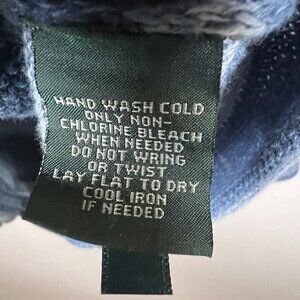 HAND WASH COLD
ONLY NON-
CHLORINE BLEACH
WHEN NEEDED
DO NOT WRING
OR TWIST
LAY FLAT TO DRY
COOL IRON
IF NEEDED